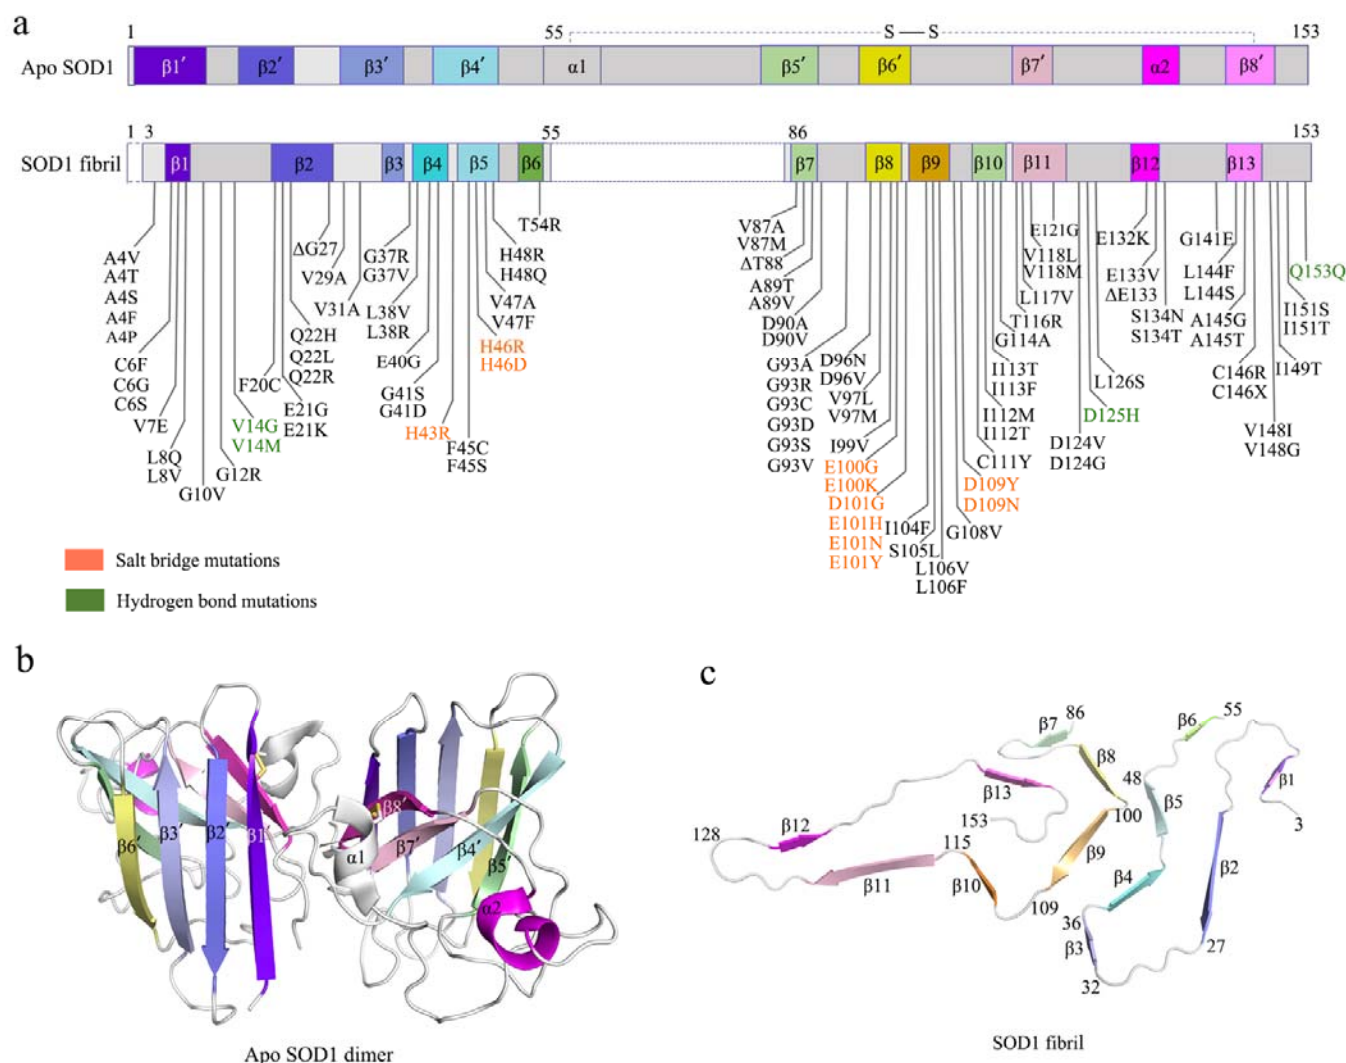 a
1 55 S — S 153
Apo SOD1 β1′ β2′ β3′ β4′ α1 β5′ β6′ β7′ α2 β8′
1 3 55 86 153
SOD1 fibril β1 β2 β3 β4 β5 β6 β7 β8 β9 β10 β11 β12 β13
A4V
A4T
A4S
A4F
A4P
C6F
C6G
C6S
V7E
L8Q
L8V
G10V
G12R
V14G
V14M
F20C
E21G
E21K
Q22H
Q22L
Q22R
ΔG27
V29A
V31A
G37R
G37V
L38V
L38R
E40G
G41S
G41D
H43R
F45C
F45S
H46R
H46D
V47A
V47F
H48R
H48Q
T54R
V87A
V87M
ΔT88
A89T
A89V
D90A
D90V
G93A
G93R
G93C
G93D
G93S
G93V
D96N
D96V
V97L
V97M
I99V
E100G
E100K
D101G
E101H
E101N
E101Y
I104F
S105L
L106V
L106F
G108V
D109Y
D109N
C111Y
I112M
I112T
I113T
I113F
G114A
T116R
L117V
V118L
V118M
E121G
D124V
D124G
D125H
L126S
E132K
E133V
ΔE133
S134N
S134T
G141E
L144F
L144S
A145G
A145T
C146R
C146X
V148I
V148G
I149T
I151S
I151T
Q153Q
Salt bridge mutations
Hydrogen bond mutations
b
β6′ β3′ β2′ β1′ α1 β8′ β7′ β4′ β5′ α2
Apo SOD1 dimer
c
β7 86 β6 55
β8 48 β1
β13 β5 3
153 100
128 β12 115 β9 β2
β11 β10 β4
109 36
β3 27
32
SOD1 fibril